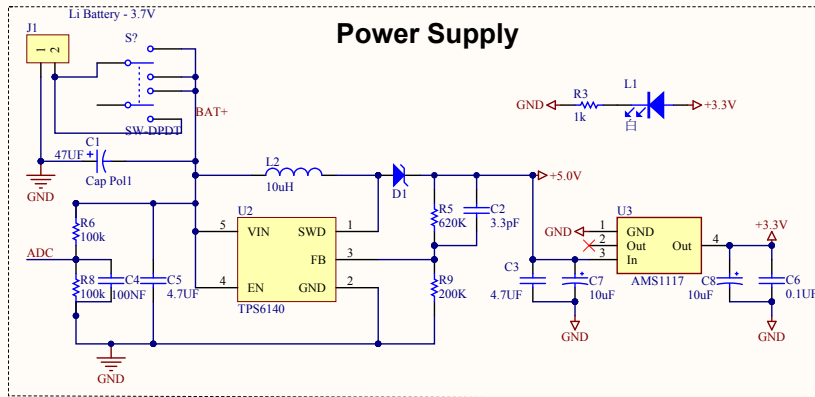 Li Battery - 3.7V
Power Supply
J1
1
2
S?
BAT+
SW-DPDT
GND
R3
1k
L1
白
+3.3V
C1
47UF
+
Cap Pol1
GND
L2
10uH
D1
+5.0V
R6
100k
ADC
R8
100k
C4
100NF
C5
4.7UF
U2
5
VIN
SWD
1
FB
3
4
EN
GND
2
TPS6140
R5
620K
C2
3.3pF
R9
200K
GND
U3
GND
1
GND
2
Out
3
In
Out
4
AMS1117
+3.3V
C3
4.7UF
C7
10uF
+
GND
C8
10uF
+
C6
0.1UF
GND